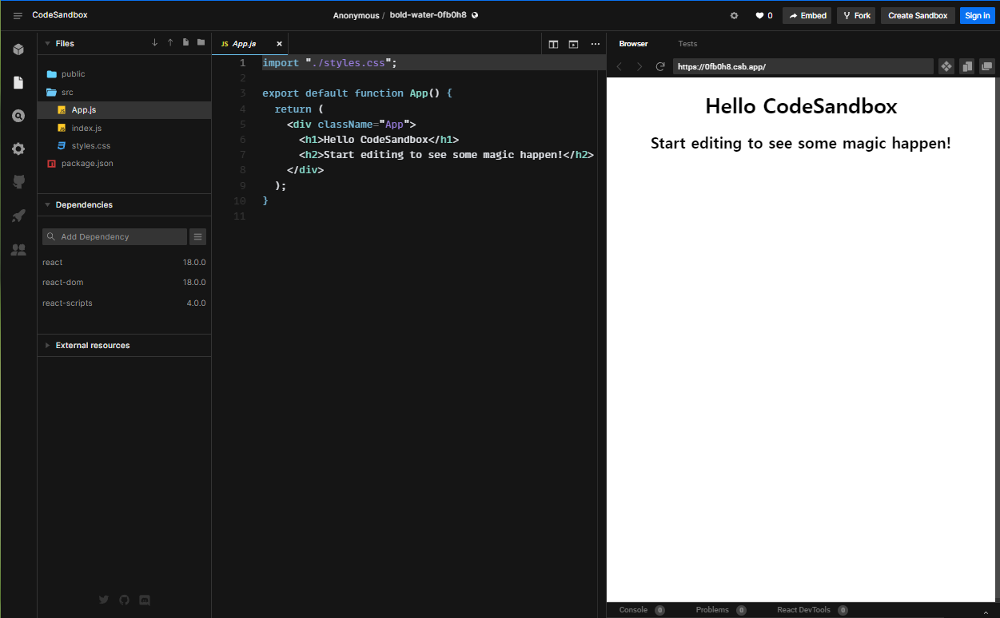 CodeSandbox
Anonymous / bold-water-0fb0h8
0
Embed
Fork
Create Sandbox
Sign in
Files
public
src
App.js
index.js
styles.css
package.json
Dependencies
Add Dependency
react 18.0.0
react-dom 18.0.0
react-scripts 4.0.0
External resources
JS App.js
1 import "./styles.css";
2
3 export default function App() {
4 return (
5 <div className="App">
6 <h1>Hello CodeSandbox</h1>
7 <h2>Start editing to see some magic happen!</h2>
8 </div>
9 );
10 }
11
Browser Tests
https://0fb0h8.csb.app/
Hello CodeSandbox
Start editing to see some magic happen!
Console 0 Problems 0 React DevTools 0